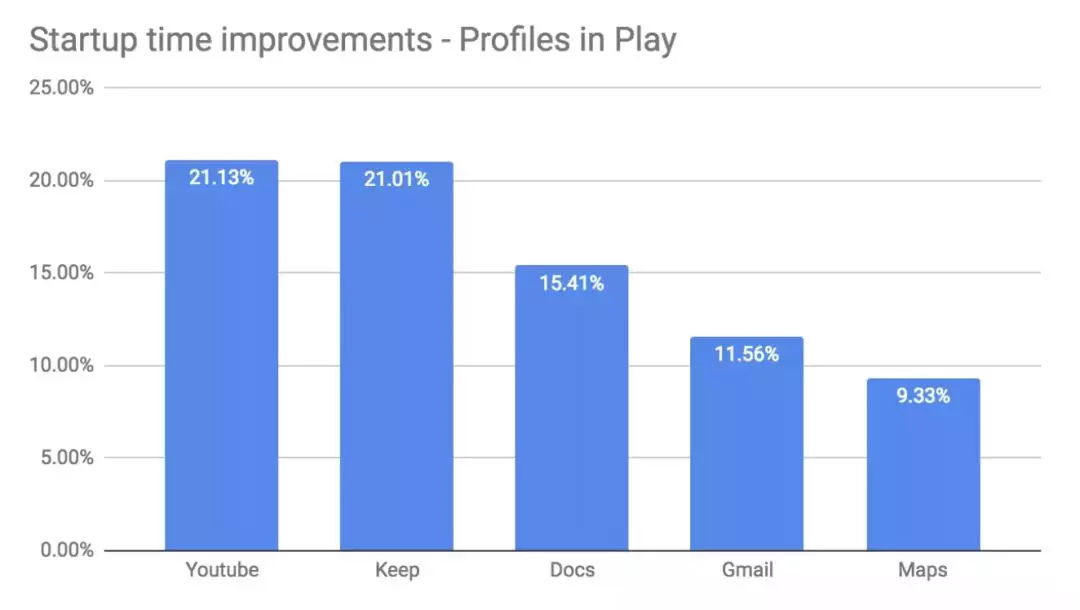 Startup time improvements - Profiles in Play
25.00%
20.00%
15.00%
10.00%
5.00%
0.00%
21.13%
21.01%
15.41%
11.56%
9.33%
Youtube
Keep
Docs
Gmail
Maps